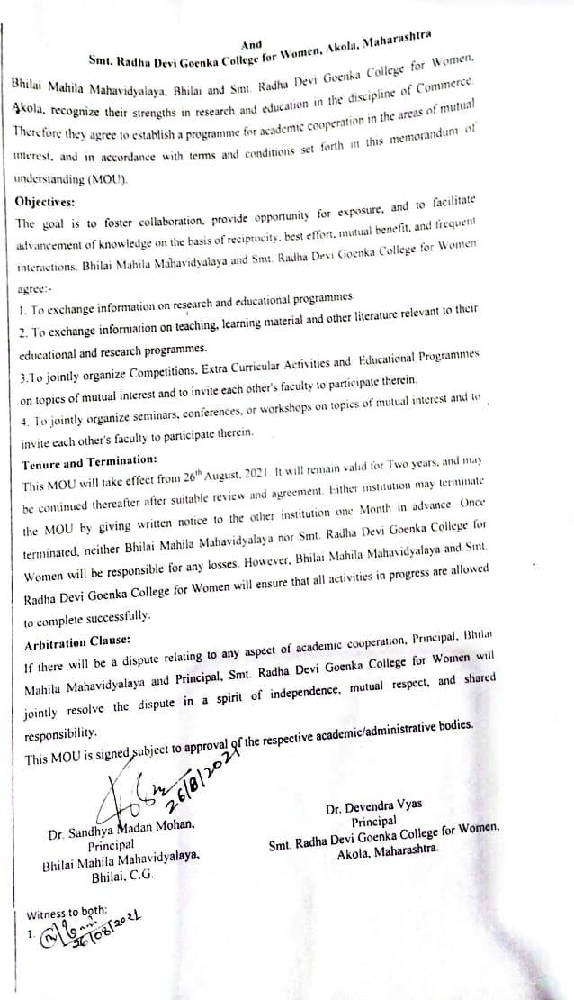 And
Smt. Radha Devi Goenka College for Women, Akola, Maharashtra
Bhilai Mahila Mahavidyalaya, Bhilai and Smt. Radha Devi Goenka College for Women,
Akola, recognize their strengths in research and education in the discipline of Commerce.
Therefore they agree to establish a programme for academic cooperation in the areas of mutual
interest, and in accordance with terms and conditions set forth in this memorandum of
understanding (MOU).
Objectives:
The goal is to foster collaboration, provide opportunity for exposure, and to facilitate
advancement of knowledge on the basis of reciprocity, best effort, mutual benefit, and frequent
interactions. Bhilai Mahila Mahavidyalaya and Smt. Radha Devi Goenka College for Women
agree:-
1. To exchange information on research and educational programmes.
2. To exchange information on teaching, learning material and other literature relevant to their
educational and research programmes.
3.To jointly organize Competitions, Extra Curricular Activities and Educational Programmes
on topics of mutual interest and to invite each other's faculty to participate therein.
4. To jointly organize seminars, conferences, or workshops on topics of mutual interest and to
invite each other's faculty to participate therein.
Tenure and Termination:
This MOU will take effect from 26th August, 2021. It will remain valid for Two years, and may
be continued thereafter after suitable review and agreement. Either institution may terminate
the MOU by giving written notice to the other institution one Month in advance. Once
terminated, neither Bhilai Mahila Mahavidyalaya nor Smt. Radha Devi Goenka College for
Women will be responsible for any losses. However, Bhilai Mahila Mahavidyalaya and Smt.
Radha Devi Goenka College for Women will ensure that all activities in progress are allowed
to complete successfully.
Arbitration Clause:
If there will be a dispute relating to any aspect of academic cooperation, Principal, Bhilai
Mahila Mahavidyalaya and Principal, Smt. Radha Devi Goenka College for Women will
jointly resolve the dispute in a spirit of independence, mutual respect, and shared
responsibility.
This MOU is signed subject to approval of the respective academic/administrative bodies.
26/8/2021
Dr. Sandhya Madan Mohan,
Principal
Bhilai Mahila Mahavidyalaya,
Bhilai, C.G.
Dr. Devendra Vyas
Principal
Smt. Radha Devi Goenka College for Women,
Akola, Maharashtra.
Witness to both:
1.
26/08/2021